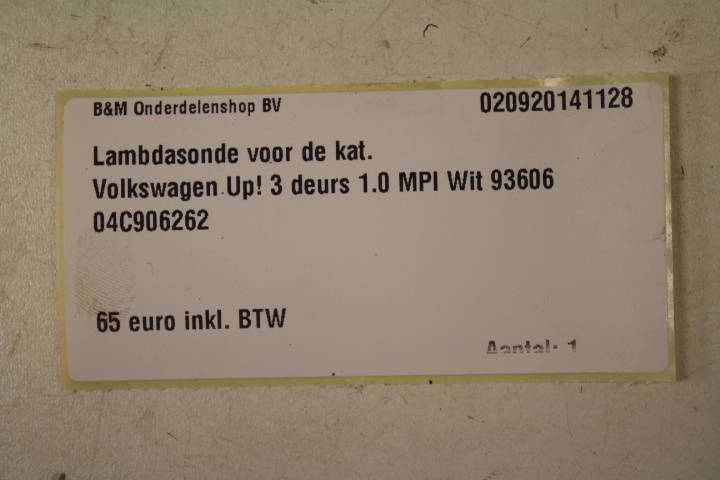 B&M Onderdelenshop BV 020920141128
Lambdasonde voor de kat.
Volkswagen Up! 3 deurs 1.0 MPI Wit 93606
04C906262
65 euro inkl. BTW
Aantal: 1